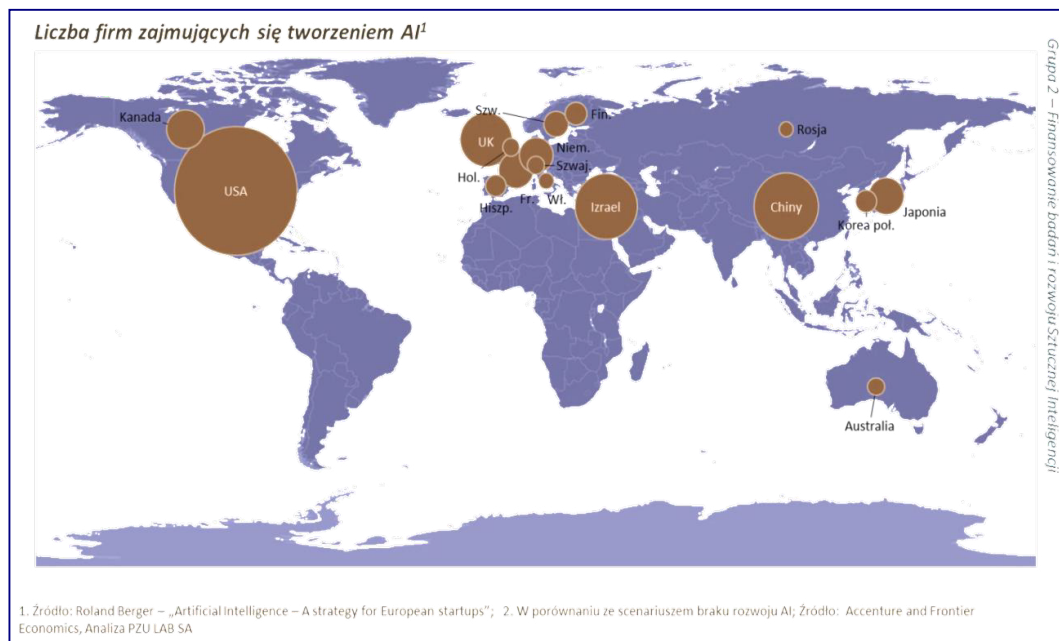 Liczba firm zajmujących się tworzeniem AI¹
Kanada
USA
Szw.
Fin.
UK
Niem.
Szwaj.
Hol.
Hiszp.
Fr.
Wł.
Izrael
Rosja
Chiny
Korea poł.
Japonia
Australia
Grupa 2 – Finansowanie badań i rozwoju Sztucznej Inteligencji
1. Źródło: Roland Berger – „Artificial Intelligence – A strategy for European startups”; 2. W porównaniu ze scenariuszem braku rozwoju AI; Źródło: Accenture and Frontier
Economics, Analiza PZU LAB SA